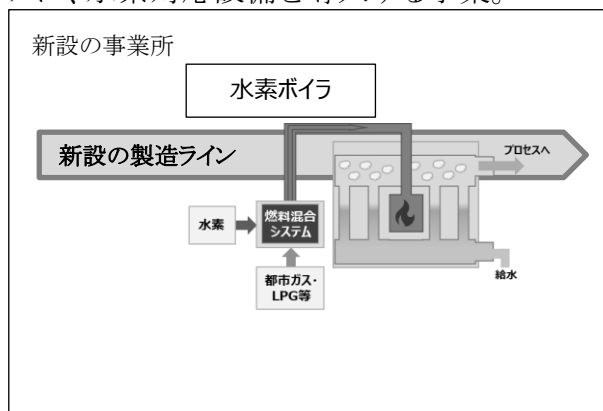 新設の事業所
水素ボイラ
新設の製造ライン
プロセスへ
水素
燃料混合
システム
都市ガス・
LPG等
給水